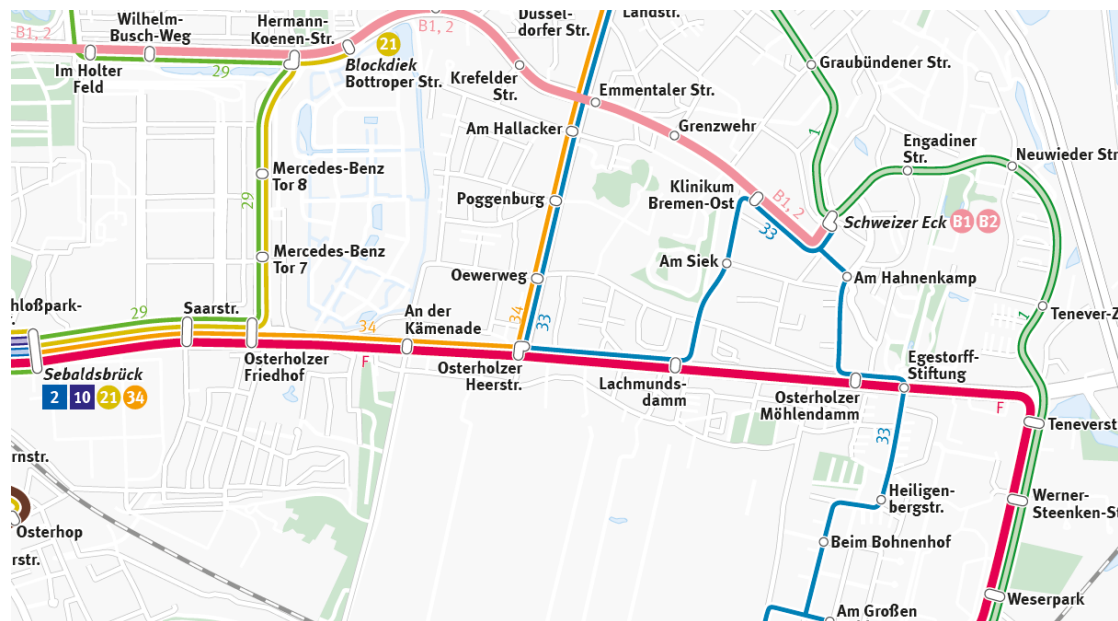 B1, 2
Wilhelm-
Busch-Weg
Hermann-
Koenen-Str.
B1, 2
Düssel-
dorfer Str.
Landstr.
21
Blockdiek
Bottroper Str.
Im Holter
Feld
29
Krefelder
Str.
Emmentaler Str.
Graubündener Str.
Am Hallacker
Grenzwehr
1
Engadiner
Str.
Neuwieder Str
Mercedes-Benz
Tor 8
29
Poggenburg
Klinikum
Bremen-Ost
B1, 2
33
Schweizer Eck
B1
B2
Mercedes-Benz
Tor 7
Oewerweg
Am Siek
Am Hahnenkamp
hloßpark-
29
Saarstr.
34
An der
Kämenade
34
33
1
Tenever-Z
F
Osterholzer
Friedhof
Osterholzer
Heerstr.
Lachmunds-
damm
Osterholzer
Möhlendamm
Egestorff-
Stiftung
Sebaldsbrück
2
10
21
34
F
Teneverst
33
rnstr.
Heiligen-
bergstr.
Werner-
Steenken-St
Osterhop
Beim Bohnenhof
rstr.
Weserpark
Am Großen